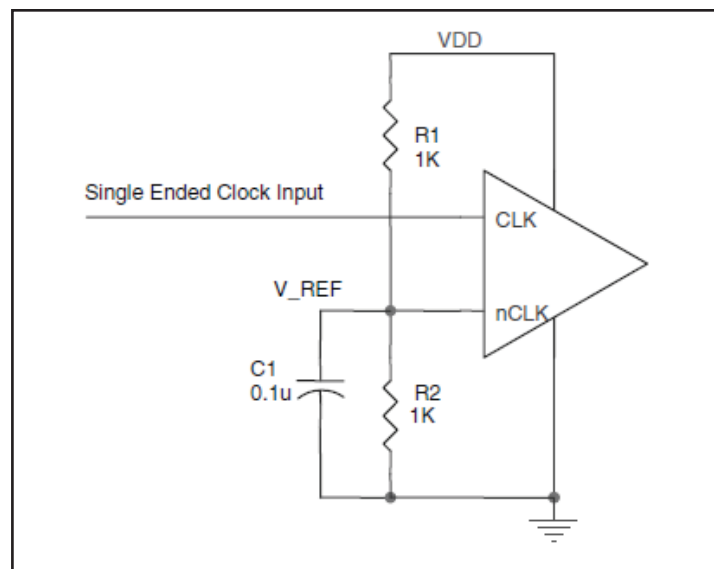 VDD
R1
1K
Single Ended Clock Input
CLK
V_REF
nCLK
C1
0.1u
R2
1K